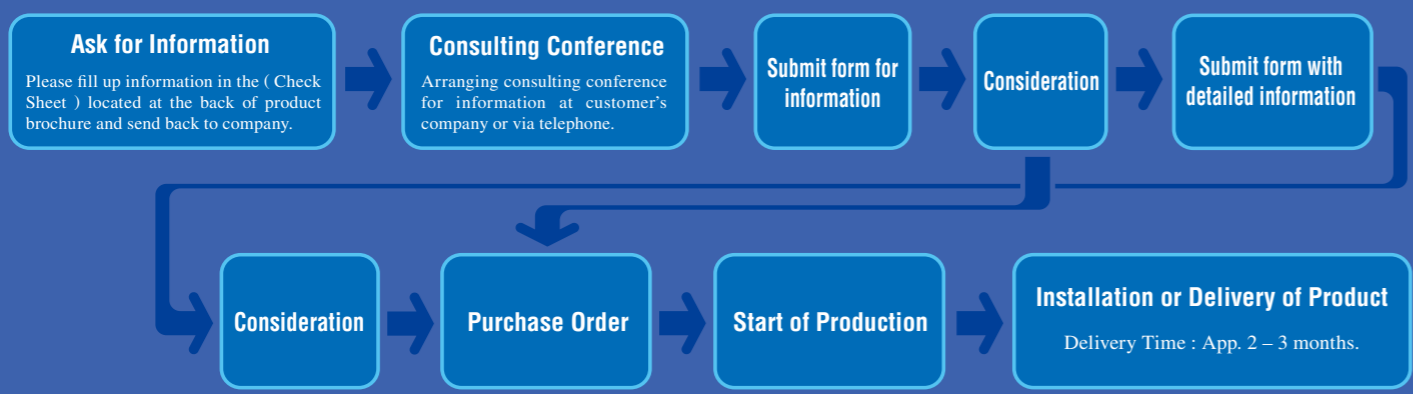 Ask for Information
Please fill up information in the ( Check
Sheet ) located at the back of product
brochure and send back to company.
Consulting Conference
Arranging consulting conference
for information at customer's
company or via telephone.
Submit form for
information
Consideration
Submit form with
detailed information
Consideration
Purchase Order
Start of Production
Installation or Delivery of Product
Delivery Time : App. 2 – 3 months.